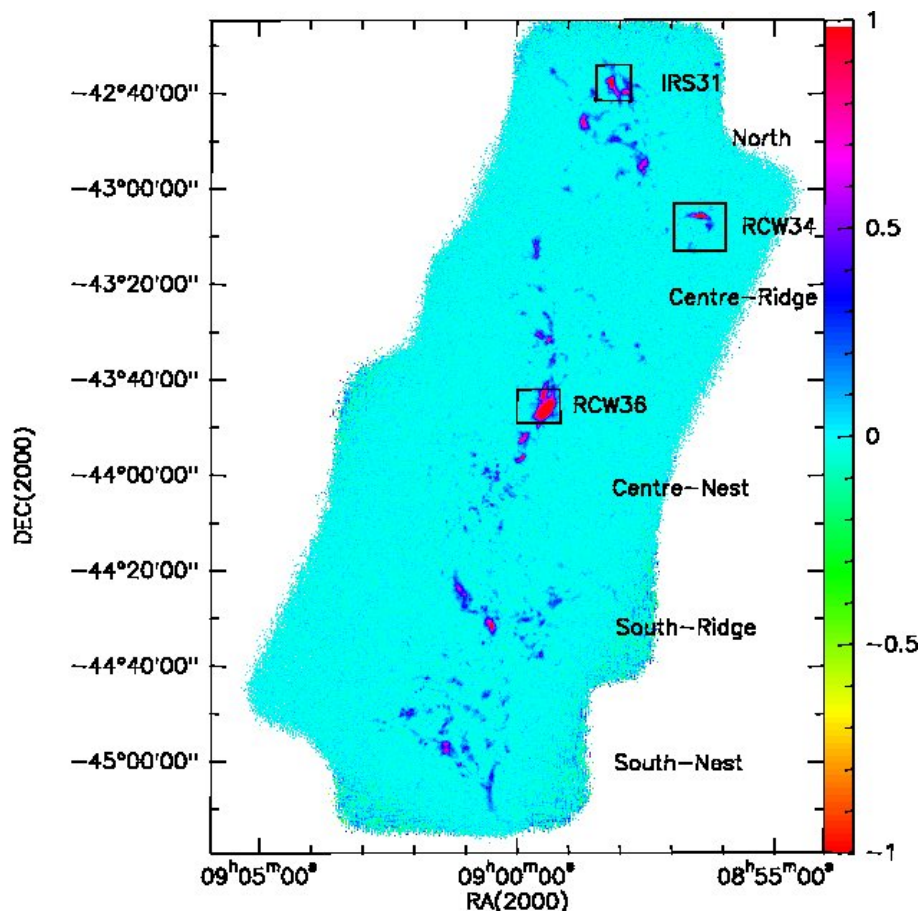 1
−42°40′00″
IRS31
North
−43°00′00″
0.5
RCW34
−43°20′00″
Centre−Ridge
−43°40′00″
RCW36
0
−44°00′00″
Centre−Nest
DEC(2000)
−44°20′00″
South−Ridge
−0.5
−44°40′00″
−45°00′00″
South−Nest
−1
09ʰ05ᵐ00ˢ
09ʰ00ᵐ00ˢ
08ʰ55ᵐ00ˢ
RA(2000)